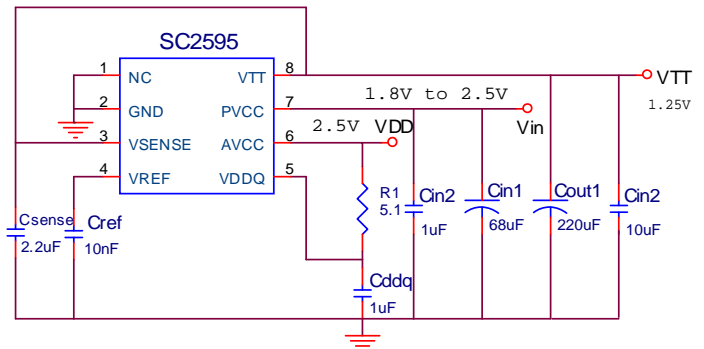 SC2595
1 NC VTT 8
2 GND PVCC 7
3 VSENSE AVCC 6
4 VREF VDDQ 5
1.8V to 2.5V
Vin
2.5V VDD
VTT
1.25V
R1
5.1
Cin2
1uF
Cin1
68uF
Cout1
220uF
Cin2
10uF
Csense
2.2uF
Cref
10nF
Cddq
1uF